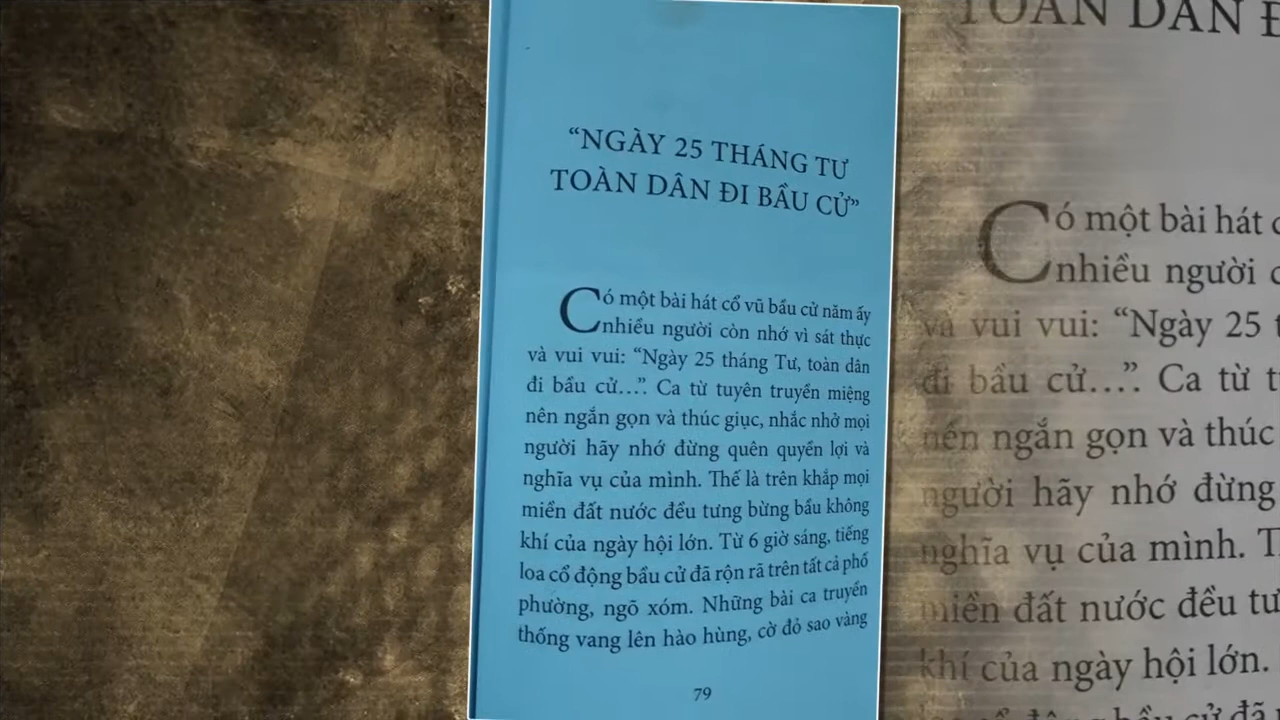 “NGÀY 25 THÁNG TƯ
TOÀN DÂN ĐI BẦU CỬ”
Có một bài hát cổ vũ bầu cử năm ấy
nhiều người còn nhớ vì sát thực
và vui vui: “Ngày 25 tháng Tư, toàn dân
đi bầu cử...”. Ca từ tuyên truyền miệng
nên ngắn gọn và thúc giục, nhắc nhở mọi
người hãy nhớ đừng quên quyền lợi và
nghĩa vụ của mình. Thế là trên khắp mọi
miền đất nước đều tưng bừng bầu không
khí của ngày hội lớn. Từ 6 giờ sáng, tiếng
loa cổ động bầu cử đã rộn rã trên tất cả phố
phường, ngõ xóm. Những bài ca truyền
thống vang lên hào hùng, cờ đỏ sao vàng
79
TOÀN DÂN Đ
Có một bài hát c
nhiều người c
và vui vui: “Ngày 25 t
đi bầu cử...”. Ca từ t
nên ngắn gọn và thúc
người hãy nhớ đừng
nghĩa vụ của mình. T
miền đất nước đều tư
khí của ngày hội lớn.